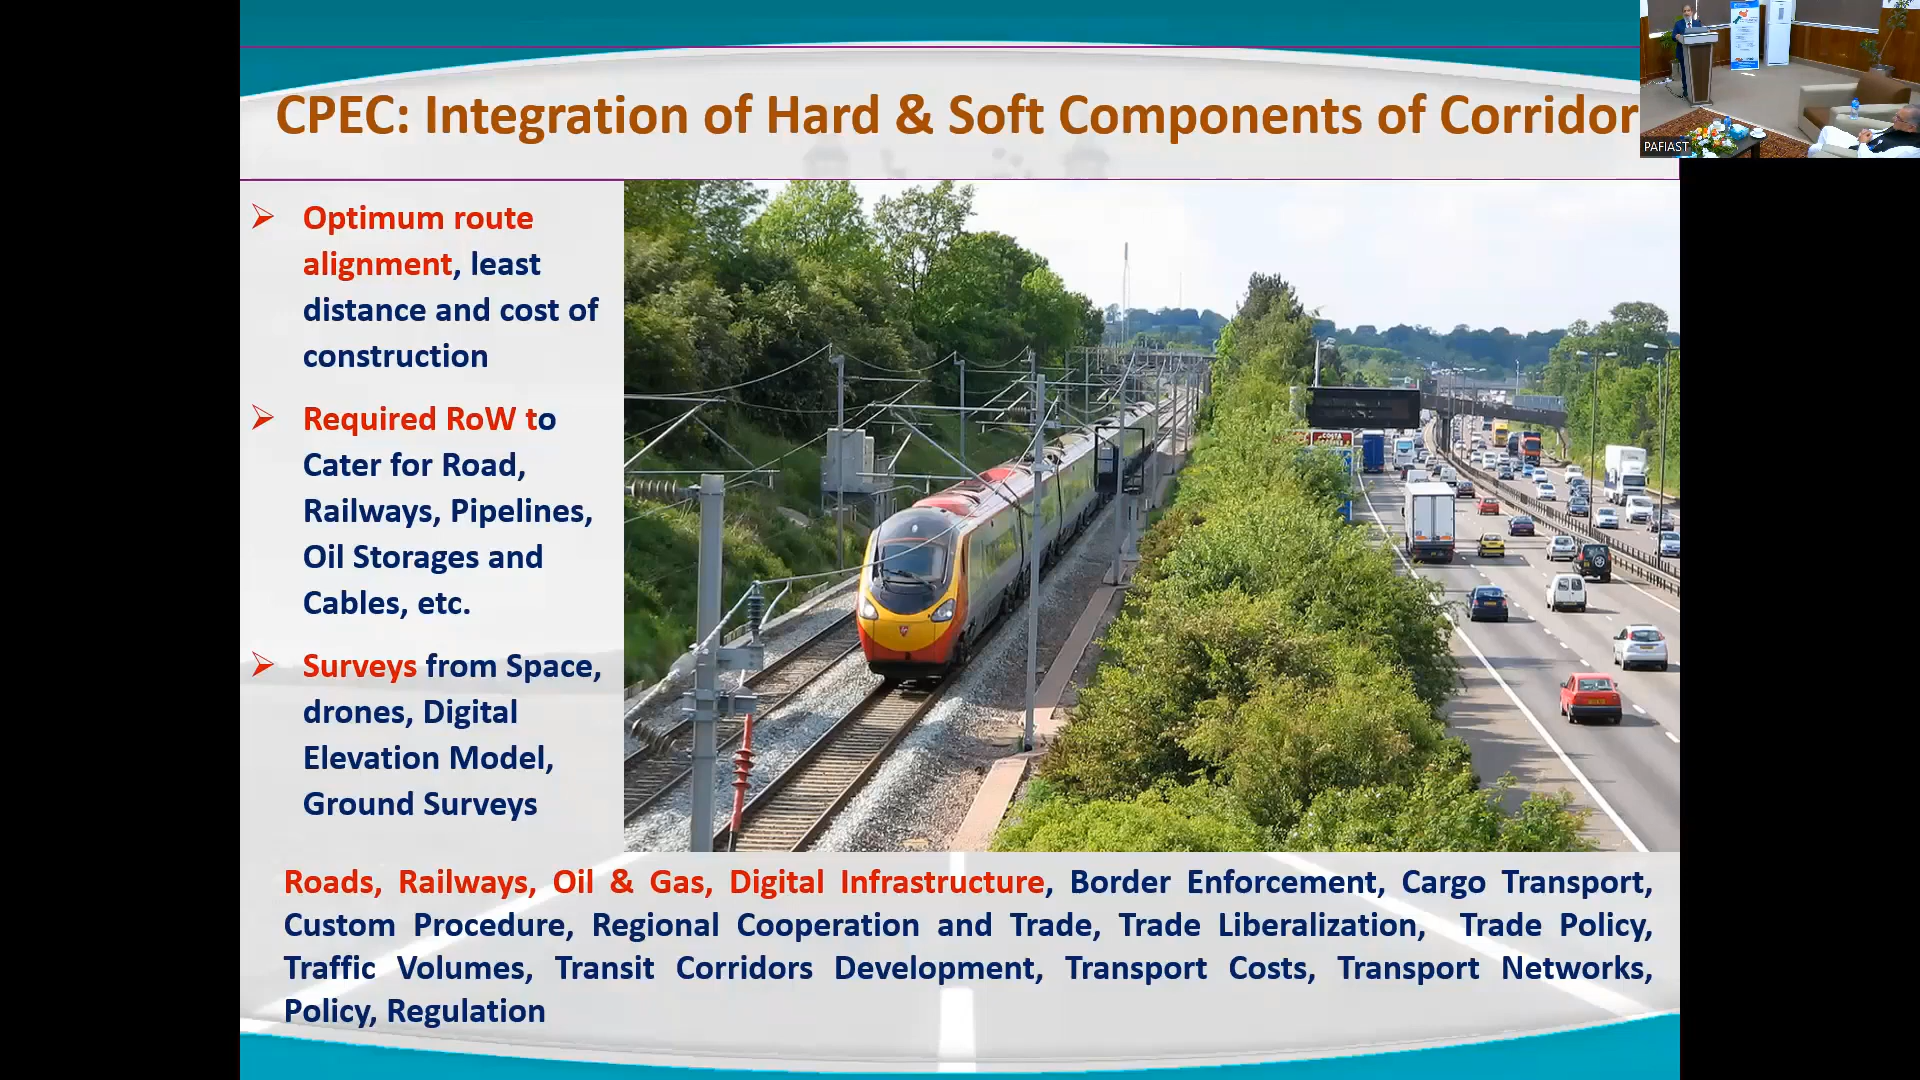 CPEC: Integration of Hard & Soft Components of Corridor
PAFIAST
Optimum route
alignment, least
distance and cost of
construction
Required RoW to
Cater for Road,
Railways, Pipelines,
Oil Storages and
Cables, etc.
Surveys from Space,
drones, Digital
Elevation Model,
Ground Surveys
Roads, Railways, Oil & Gas, Digital Infrastructure, Border Enforcement, Cargo Transport,
Custom Procedure, Regional Cooperation and Trade, Trade Liberalization, Trade Policy,
Traffic Volumes, Transit Corridors Development, Transport Costs, Transport Networks,
Policy, Regulation